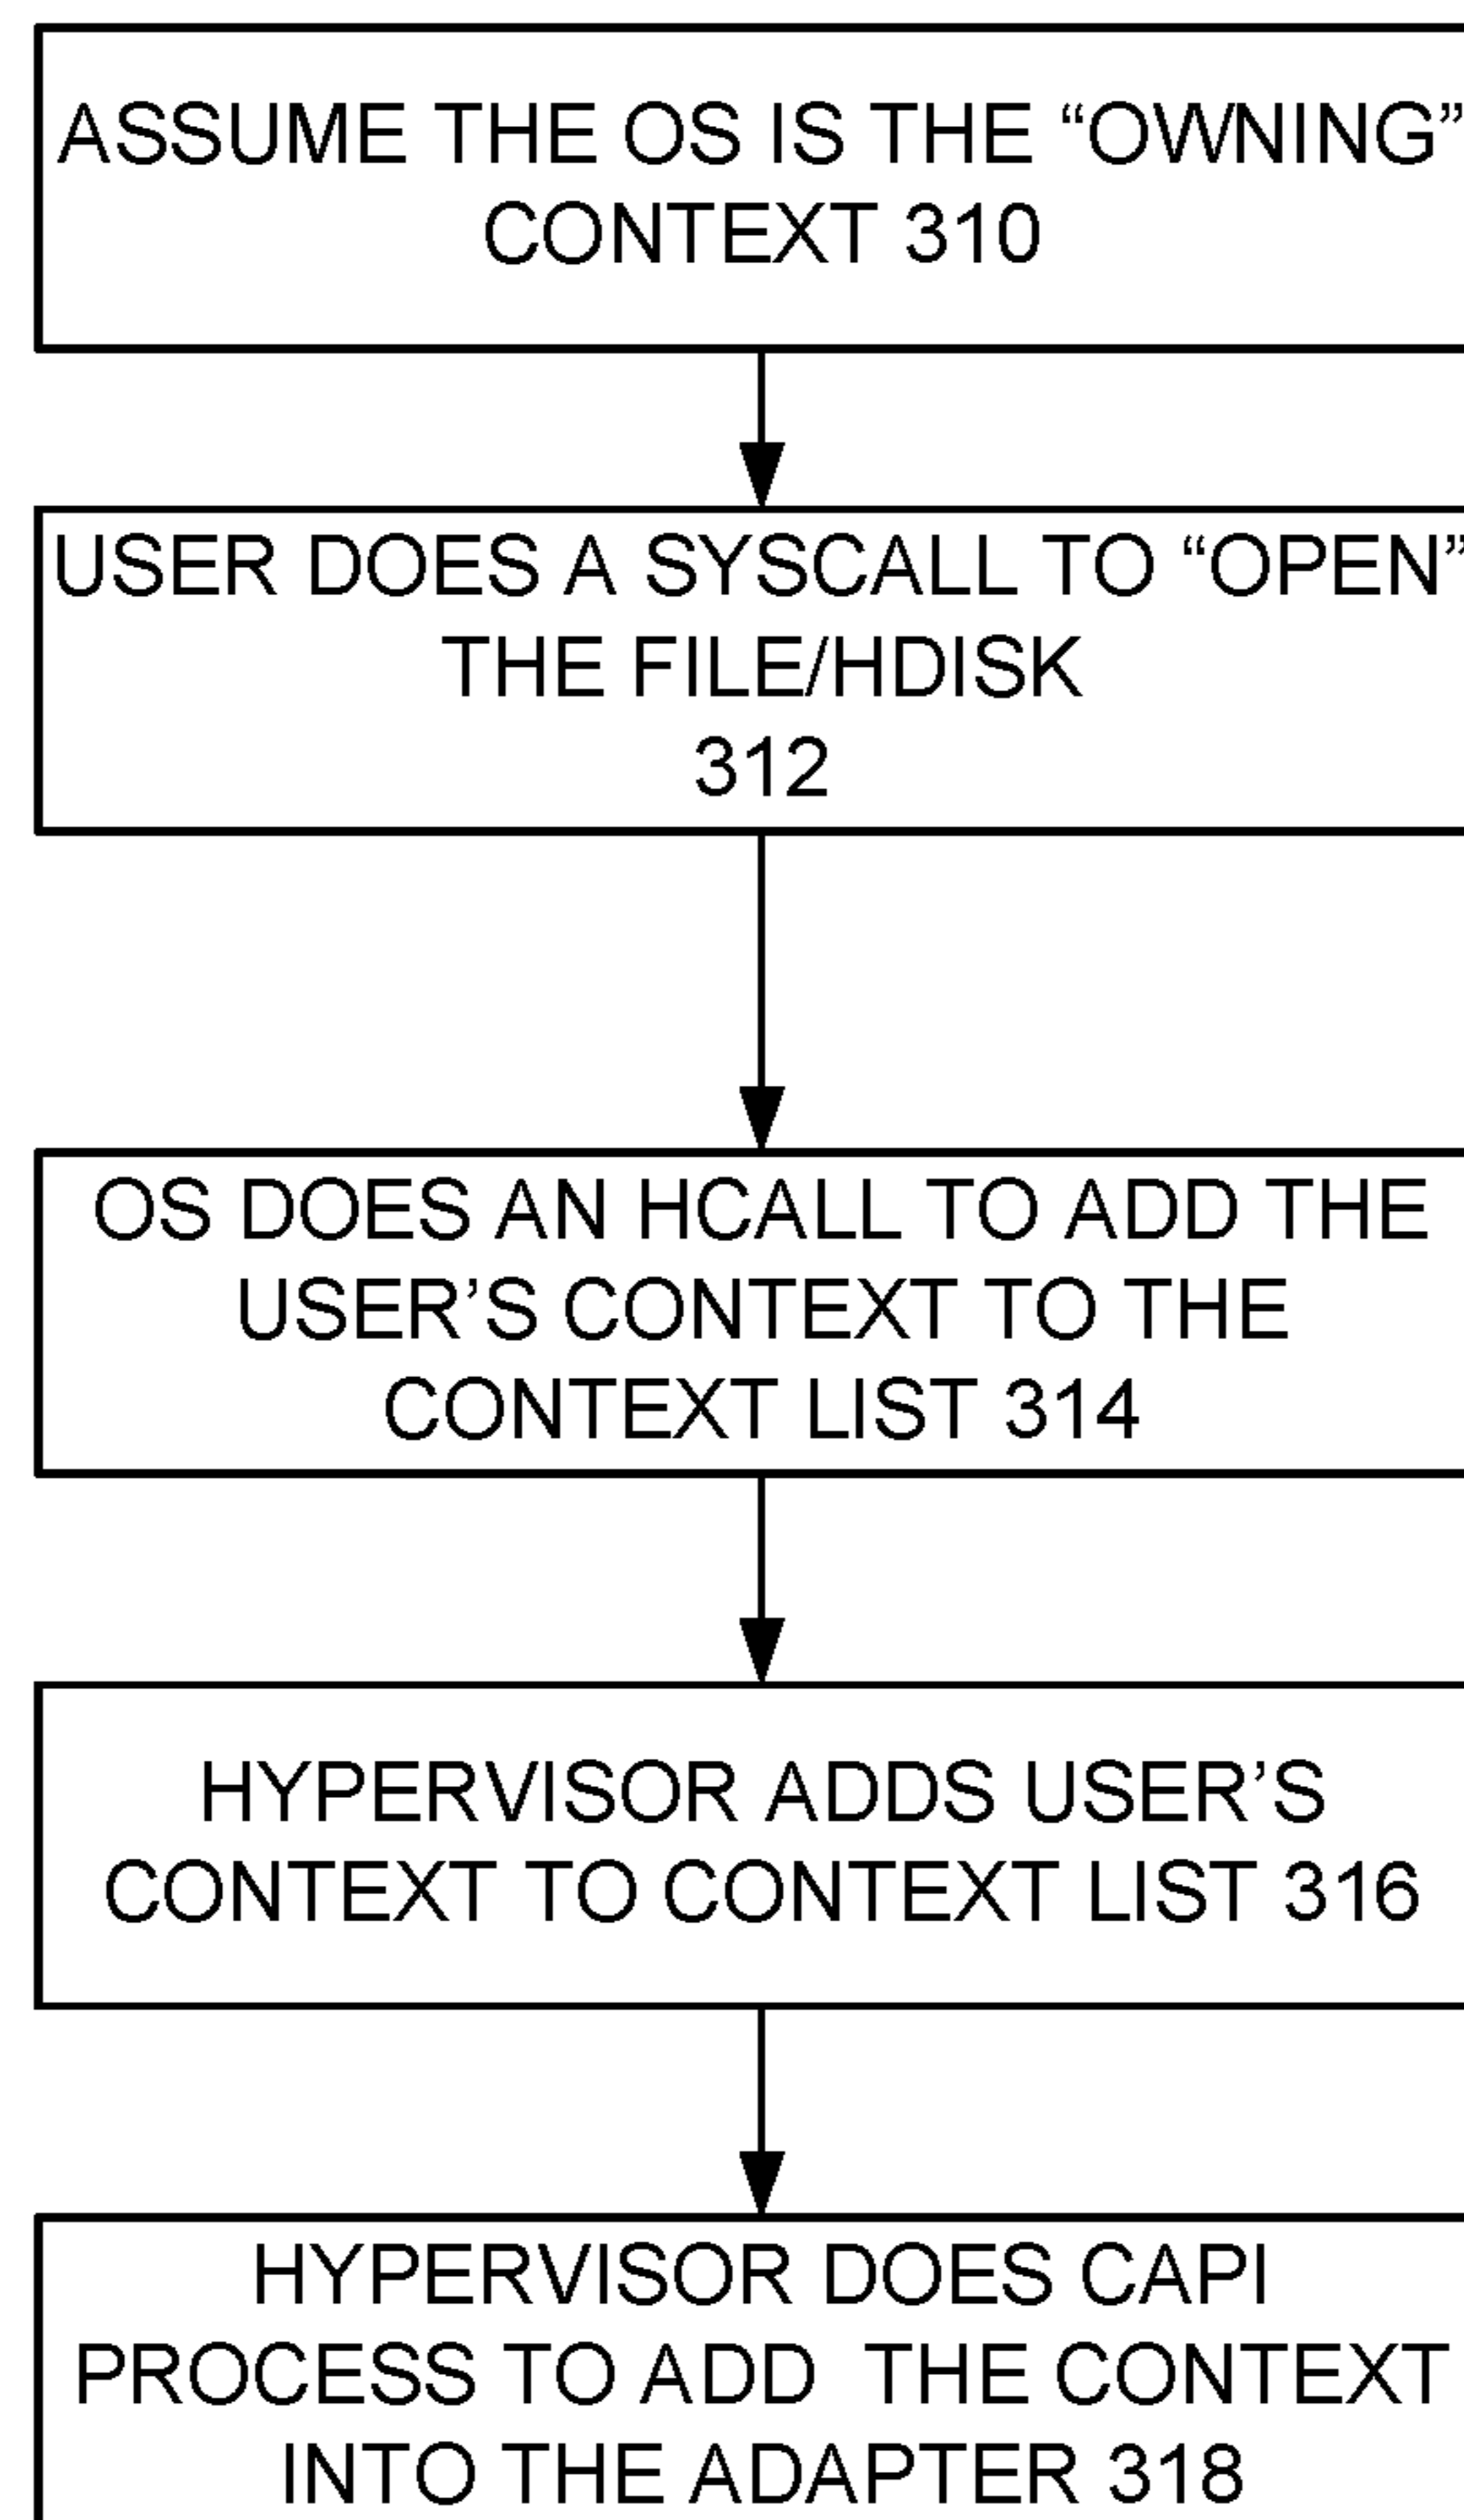 ASSUME THE OS IS THE “OWNING”
CONTEXT 310
USER DOES A SYSCALL TO “OPEN”
THE FILE/HDISK
312
OS DOES AN HCALL TO ADD THE
USER’S CONTEXT TO THE
CONTEXT LIST 314
HYPERVISOR ADDS USER’S
CONTEXT TO CONTEXT LIST 316
HYPERVISOR DOES CAPI
PROCESS TO ADD THE CONTEXT
INTO THE ADAPTER 318